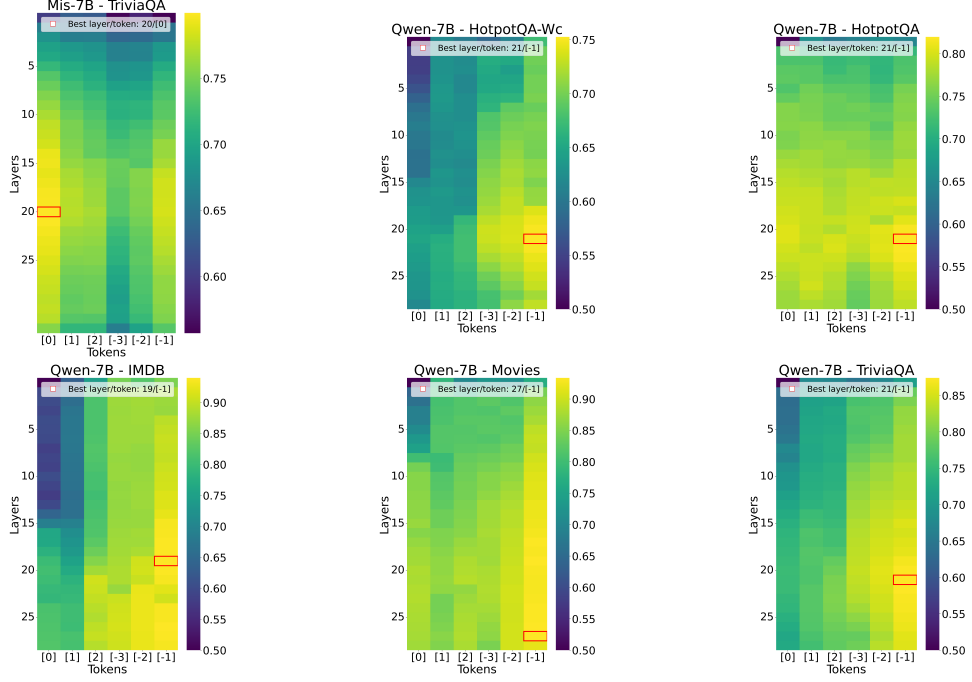 Mis-7B - TriviaQA
Best layer/token: 20/[0]
Layers
5
10
15
20
25
[0] [1] [2] [-3] [-2] [-1]
Tokens
0.75
0.70
0.65
0.60
Qwen-7B - HotpotQA-Wc
Best layer/token: 21/[-1]
Layers
5
10
15
20
25
[0] [1] [2] [-3] [-2] [-1]
Tokens
0.75
0.70
0.65
0.60
0.55
0.50
Qwen-7B - HotpotQA
Best layer/token: 21/[-1]
Layers
5
10
15
20
25
[0] [1] [2] [-3] [-2] [-1]
Tokens
0.80
0.75
0.70
0.65
0.60
0.55
0.50
Qwen-7B - IMDB
Best layer/token: 19/[-1]
Layers
5
10
15
20
25
[0] [1] [2] [-3] [-2] [-1]
Tokens
0.90
0.85
0.80
0.75
0.70
0.65
0.60
0.55
0.50
Qwen-7B - Movies
Best layer/token: 27/[-1]
Layers
5
10
15
20
25
[0] [1] [2] [-3] [-2] [-1]
Tokens
0.90
0.85
0.80
0.75
0.70
0.65
0.60
0.55
0.50
Qwen-7B - TriviaQA
Best layer/token: 21/[-1]
Layers
5
10
15
20
25
[0] [1] [2] [-3] [-2] [-1]
Tokens
0.85
0.80
0.75
0.70
0.65
0.60
0.55
0.50